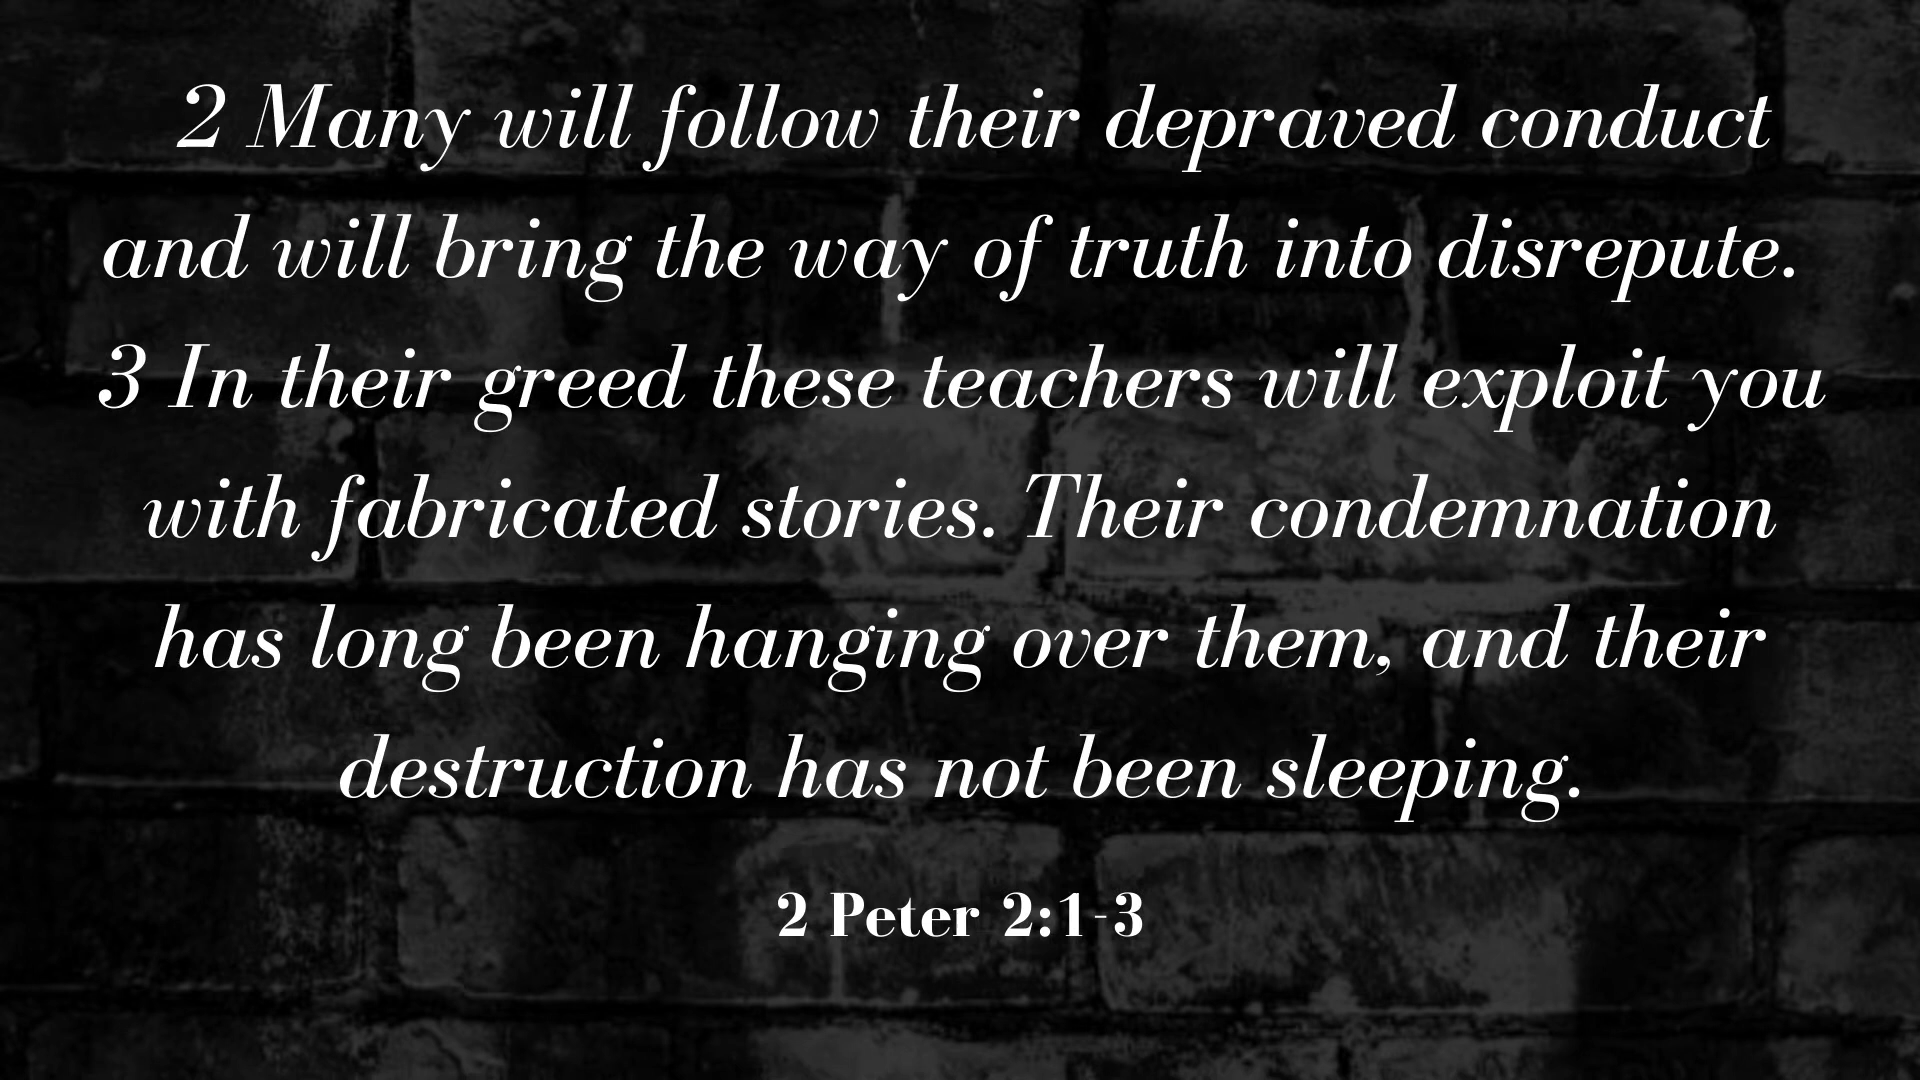 2 Many will follow their depraved conduct
and will bring the way of truth into disrepute.
3 In their greed these teachers will exploit you
with fabricated stories. Their condemnation
has long been hanging over them, and their
destruction has not been sleeping.
2 Peter 2:1-3